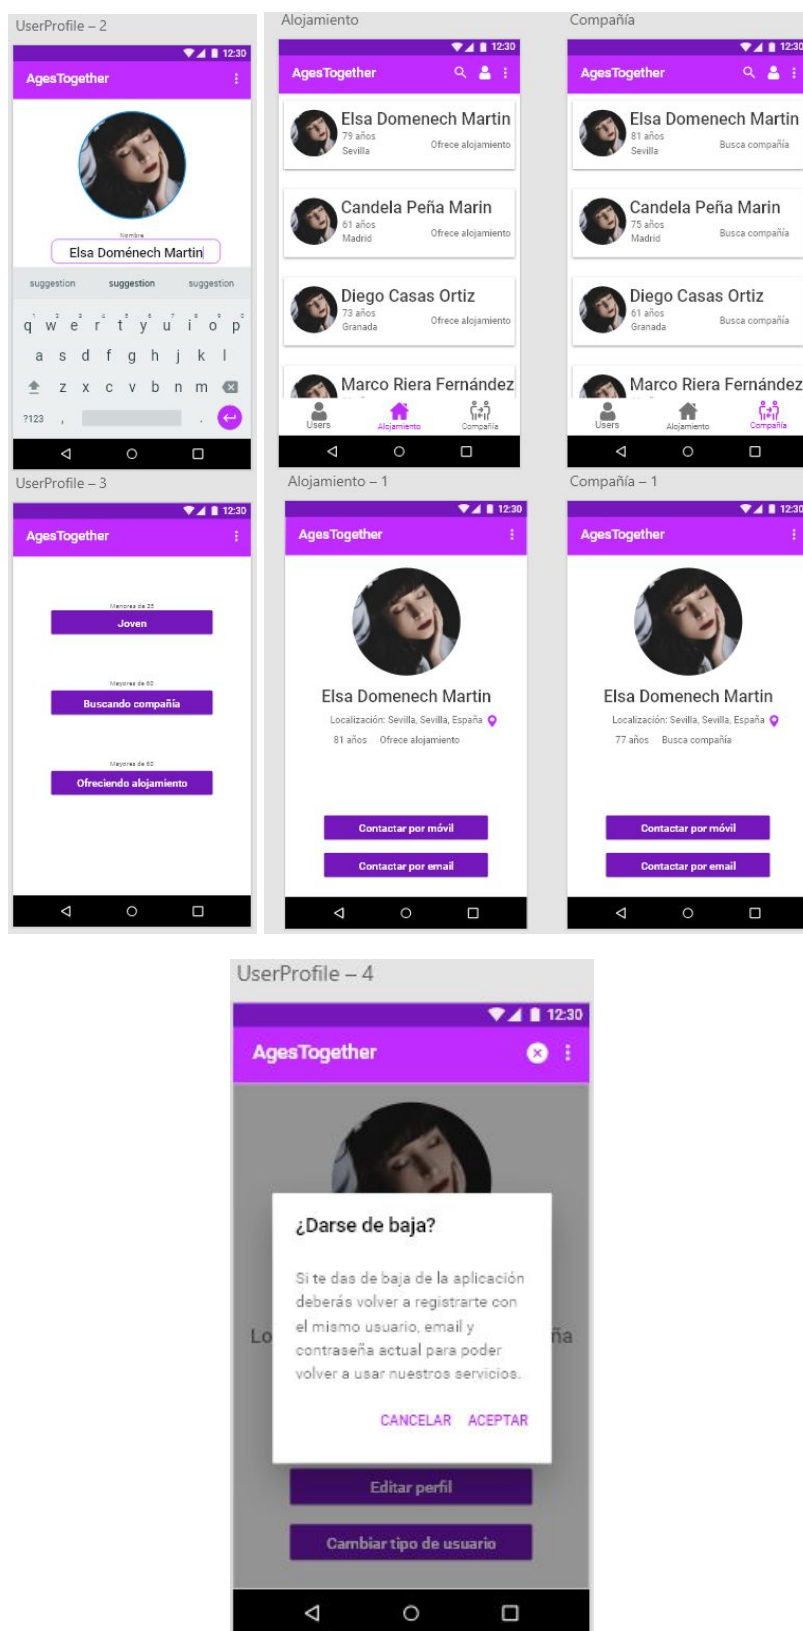 UserProfile – 2
12:30
AgesTogether
Nombre
Elsa Doménech Martin
suggestion suggestion suggestion
q w e r t y u i o p
a s d f g h j k l
z x c v b n m
?123 , .
Alojamiento
12:30
AgesTogether
Elsa Domenech Martin
79 años
Sevilla Ofrece alojamiento
Candela Peña Marin
61 años
Madrid Ofrece alojamiento
Diego Casas Ortiz
73 años
Granada Ofrece alojamiento
Marco Riera Fernández
Users Alojamiento Compañía
Compañía
12:30
AgesTogether
Elsa Domenech Martin
81 años
Sevilla Busca compañía
Candela Peña Marin
75 años
Madrid Busca compañía
Diego Casas Ortiz
61 años
Granada Busca compañía
Marco Riera Fernández
Users Alojamiento Compañía
UserProfile – 3
12:30
AgesTogether
Menores de 25
Joven
Mayores de 60
Buscando compañía
Mayores de 60
Ofreciendo alojamiento
Alojamiento – 1
12:30
AgesTogether
Elsa Domenech Martin
Localización: Sevilla, Sevilla, España
81 años Ofrece alojamiento
Contactar por móvil
Contactar por email
Compañía – 1
12:30
AgesTogether
Elsa Domenech Martin
Localización: Sevilla, Sevilla, España
77 años Busca compañía
Contactar por móvil
Contactar por email
UserProfile – 4
12:30
AgesTogether
¿Darse de baja?
Si te das de baja de la aplicación
deberás volver a registrarte con
el mismo usuario, email y
contraseña actual para poder
volver a usar nuestros servicios.
Lo ña
CANCELAR ACEPTAR
Editar perfil
Cambiar tipo de usuario